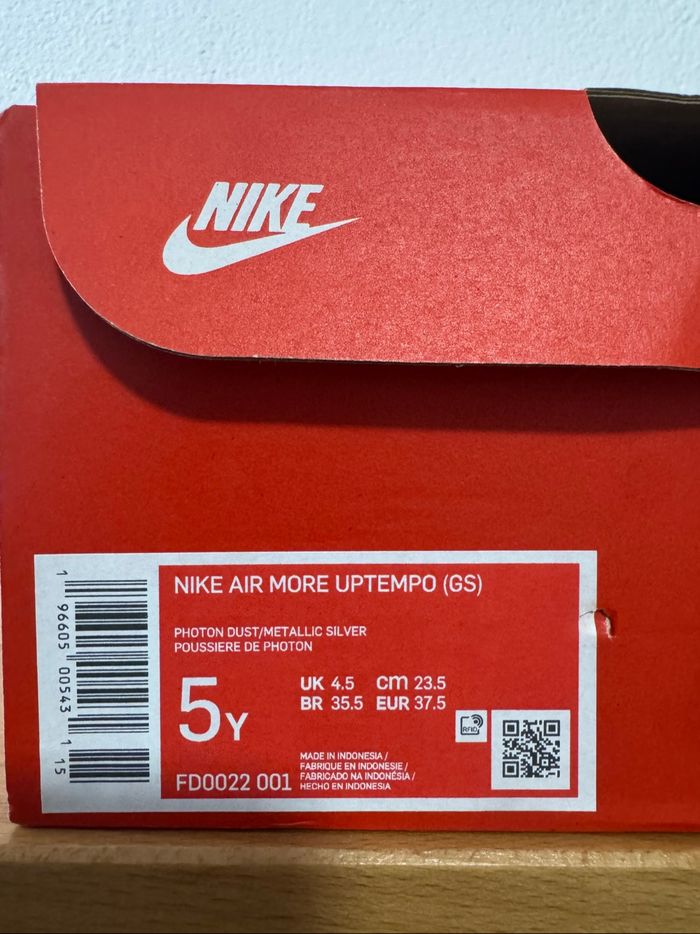 NIKE
NIKE AIR MORE UPTEMPO (GS)
PHOTON DUST/METALLIC SILVER
POUSSIERE DE PHOTON
5Y
UK 4.5 cm 23.5
BR 35.5 EUR 37.5
RFID
FD0022 001
MADE IN INDONESIA /
FABRIQUE EN INDONESIE /
FABRICADO NA INDONÉSIA /
HECHO EN INDONESIA
1 96605 00543 1 15